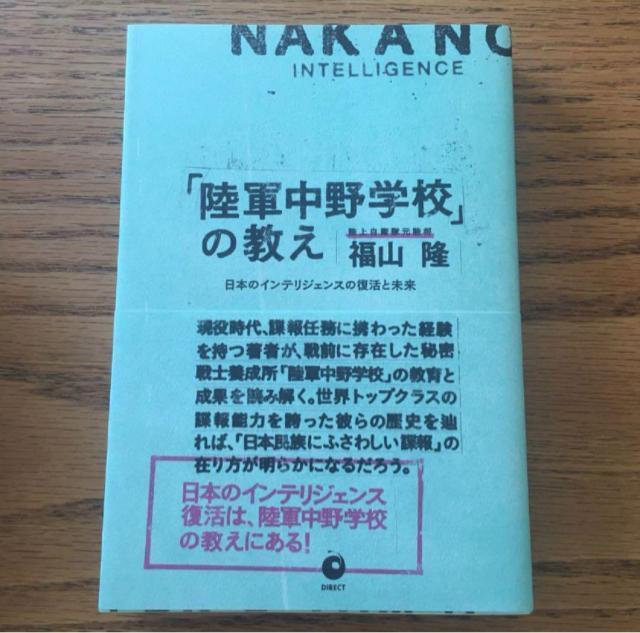 NAKANO
INTELLIGENCE
「陸軍中野学校」
の教え
陸上自衛隊元陸将
福山 隆
日本のインテリジェンスの復活と未来
現役時代、諜報任務に携わった経験
を持つ著者が、戦前に存在した秘密
戦士養成所「陸軍中野学校」の教育と
成果を読み解く。世界トップクラスの
諜報能力を誇った彼らの歴史を辿
れば、「日本民族にふさわしい諜報」の
在り方が明らかになるだろう。
日本のインテリジェンス
復活は、陸軍中野学校
の教えにある!
DIRECT